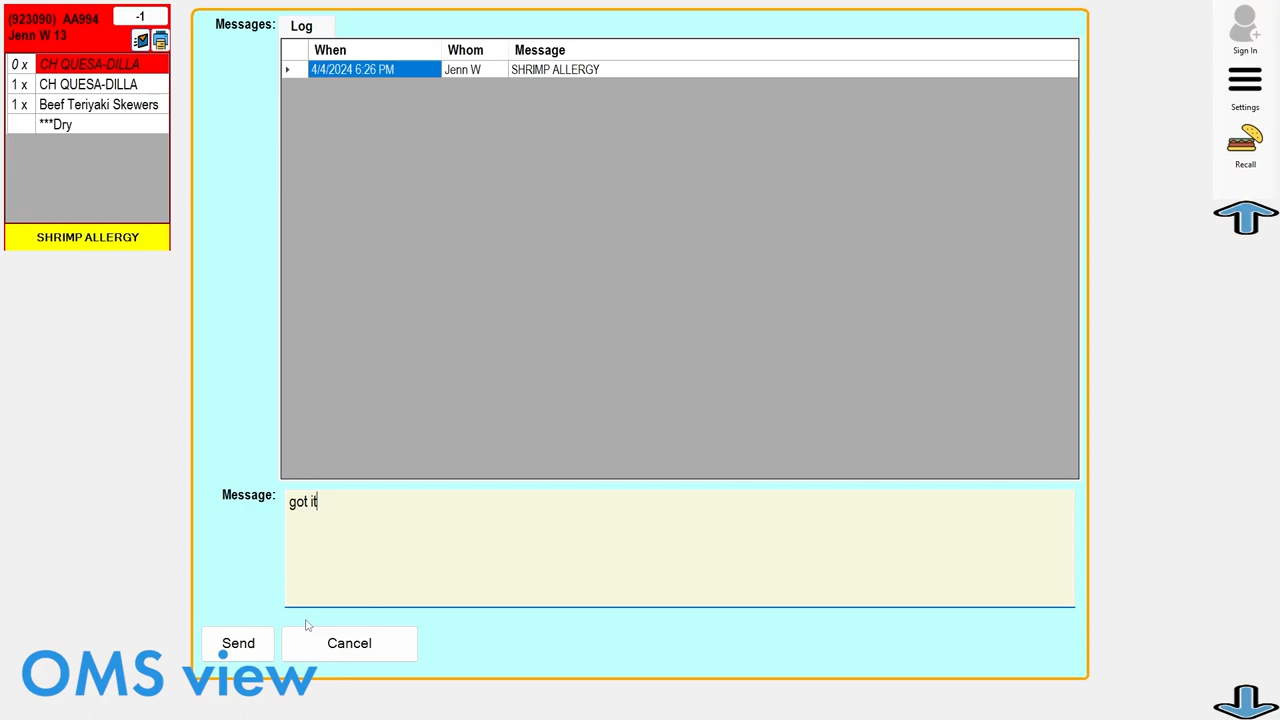 (923090) AA994
-1
Jenn W 13
0 x CH QUESA-DILLA
1 x CH QUESA-DILLA
1 x Beef Teriyaki Skewers
***Dry
SHRIMP ALLERGY
Messages: Log
When Whom Message
4/4/2024 6:26 PM Jenn W SHRIMP ALLERGY
Message: got it
Send Cancel
OMS view
Sign In
Settings
Recall